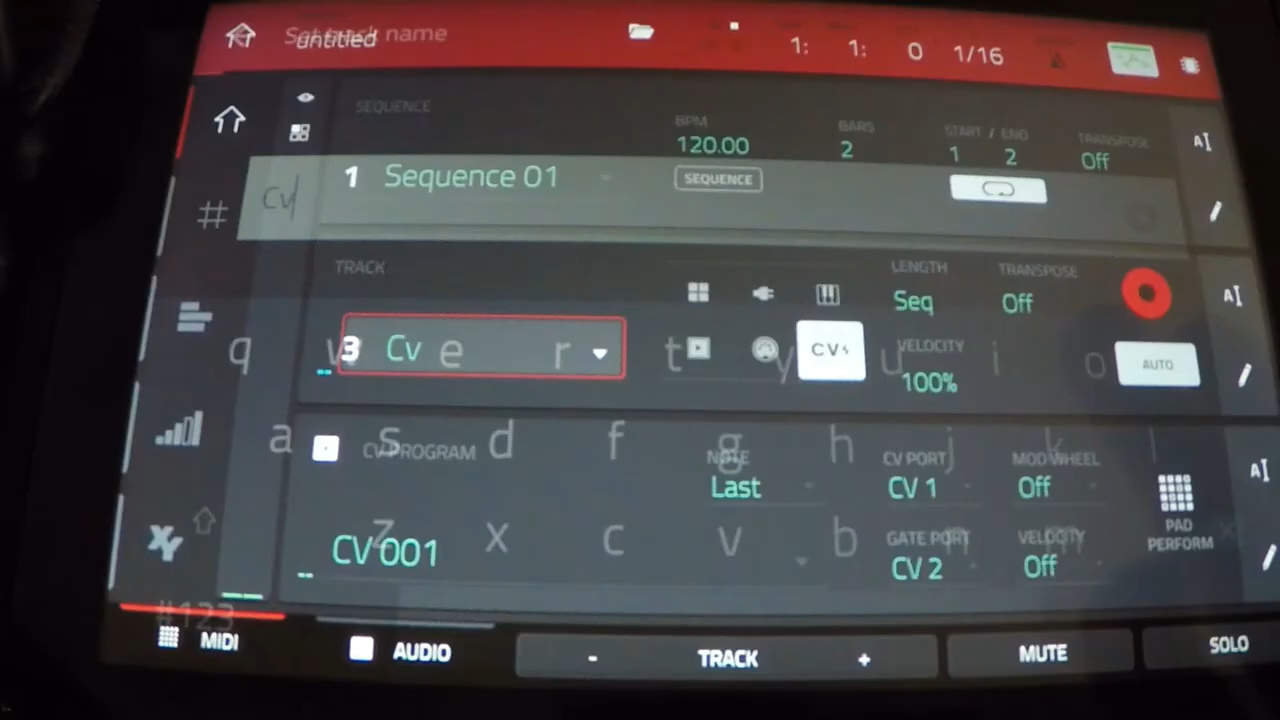 Set track name
untitled
1: 1: 0 1/16
SEQUENCE
BPM BARS START / END TRANSPOSE
120.00 2 1 2 Off
1 Sequence 01 SEQUENCE
Cv
TRACK LENGTH TRANSPOSE
Seq Off
3 Cv CV VELOCITY AUTO
100%
q w e r t y u i o
a s d f g h j k l
CV PROGRAM NOTE CV PORT MOD WHEEL
Last CV 1 Off
z x c v b n m
CV 001 GATE PORT VELOCITY PAD PERFORM
CV 2 Off
XY
#123
MIDI AUDIO - TRACK + MUTE SOLO